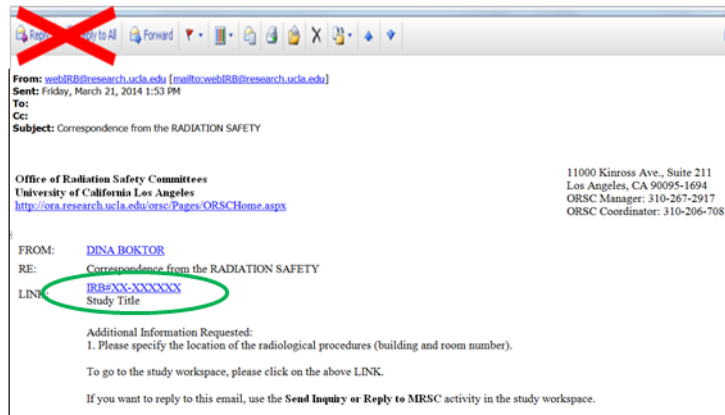 Reply to All Forward
From: webIRB@research.ucla.edu [mailto:webIRB@research.ucla.edu]
Sent: Friday, March 21, 2014 1:53 PM
To:
Cc:
Subject: Correspondence from the RADIATION SAFETY
Office of Radiation Safety Committees
University of California Los Angeles
http://ora.research.ucla.edu/orsc/Pages/ORSCHome.aspx
11000 Kinross Ave., Suite 211
Los Angeles, CA 90095-1694
ORSC Manager: 310-267-2917
ORSC Coordinator: 310-206-708
FROM: DINA BOKTOR
RE: Correspondence from the RADIATION SAFETY
LINK: IRB#XX-XXXXXX
Study Title
Additional Information Requested:
1. Please specify the location of the radiological procedures (building and room number).
To go to the study workspace, please click on the above LINK.
If you want to reply to this email, use the Send Inquiry or Reply to MRSC activity in the study workspace.